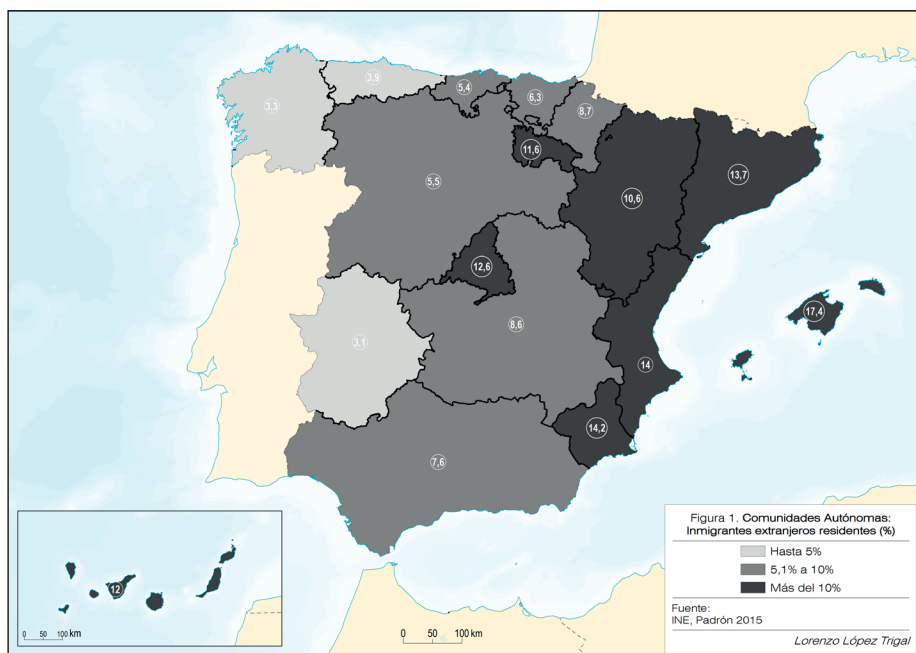 3,9
5,4
6,3
3,3
8,7
11,6
13,7
5,5
10,6
12,6
17,4
8,6
3,1
14
14,2
7,6
12
0 50 100 km
0 50 100 km
Figura 1. Comunidades Autónomas:
Inmigrantes extranjeros residentes (%)
Hasta 5%
5,1% a 10%
Más del 10%
Fuente:
INE, Padrón 2015
Lorenzo López Trigal